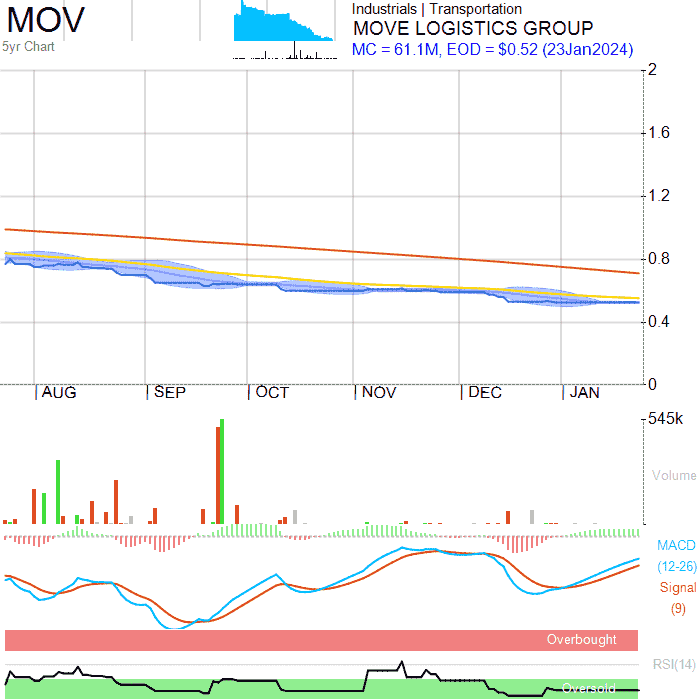 MOV
5yr Chart
Industrials | Transportation
MOVE LOGISTICS GROUP
MC = 61.1M, EOD = $0.52 (23Jan2024)
2
1.6
1.2
0.8
0.4
0
AUG SEP OCT NOV DEC JAN
545k
Volume
MACD
(12-26)
Signal
(9)
Overbought
RSI(14)
Oversold